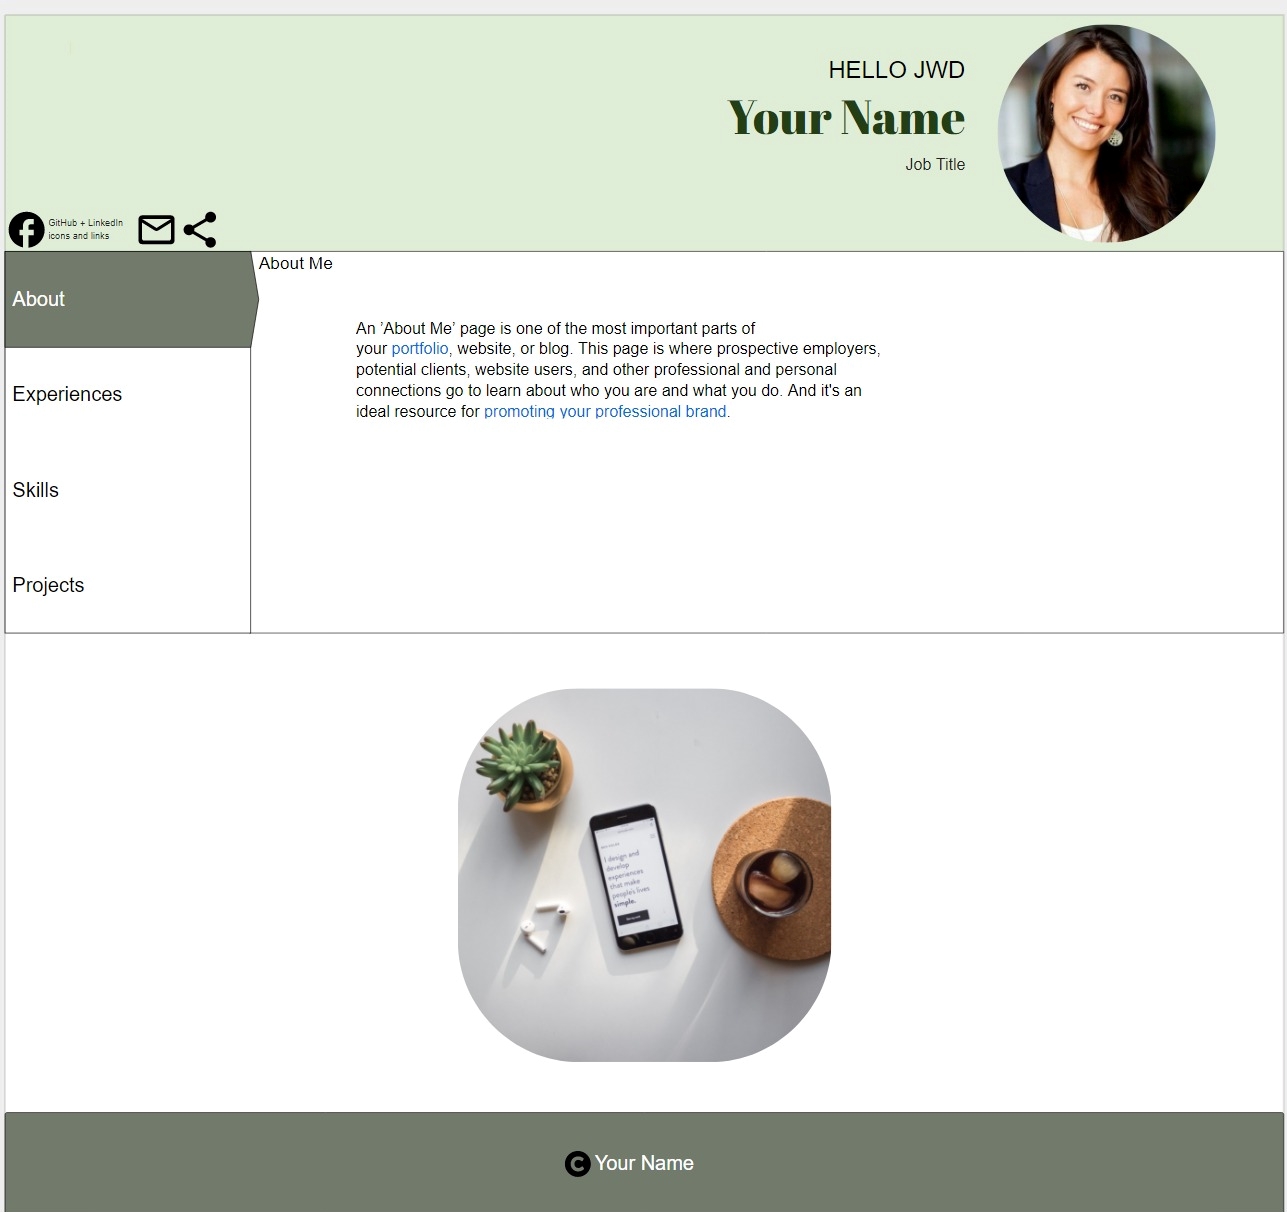 HELLO JWD
Your Name
Job Title
GitHub + LinkedIn
icons and links
About
About Me
An ’About Me’ page is one of the most important parts of
your portfolio, website, or blog. This page is where prospective employers,
potential clients, website users, and other professional and personal
connections go to learn about who you are and what you do. And it's an
ideal resource for promoting your professional brand.
Experiences
Skills
Projects
I design and
develop
experiences
that make
people's lives
simple.
C Your Name